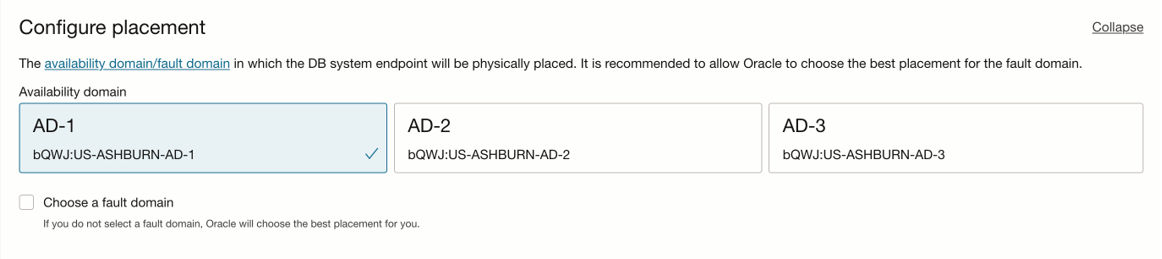 Configure placement
Collapse
The availability domain/fault domain in which the DB system endpoint will be physically placed. It is recommended to allow Oracle to choose the best placement for the fault domain.
Availability domain
AD-1
bQWJ:US-ASHBURN-AD-1
AD-2
bQWJ:US-ASHBURN-AD-2
AD-3
bQWJ:US-ASHBURN-AD-3
Choose a fault domain
If you do not select a fault domain, Oracle will choose the best placement for you.